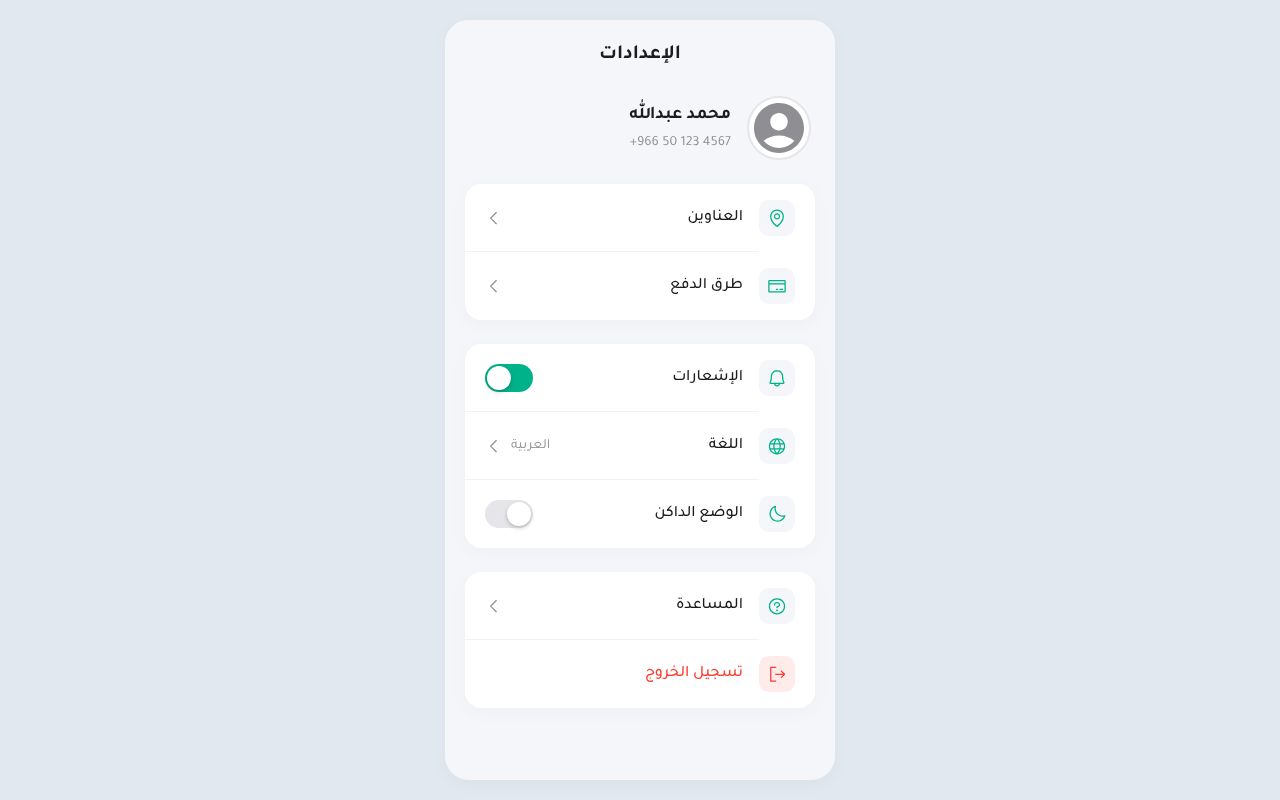 الإعدادات
محمد عبدالله
+966 50 123 4567
العناوين
طرق الدفع
الإشعارات
اللغة
العربية
الوضع الداكن
المساعدة
تسجيل الخروج